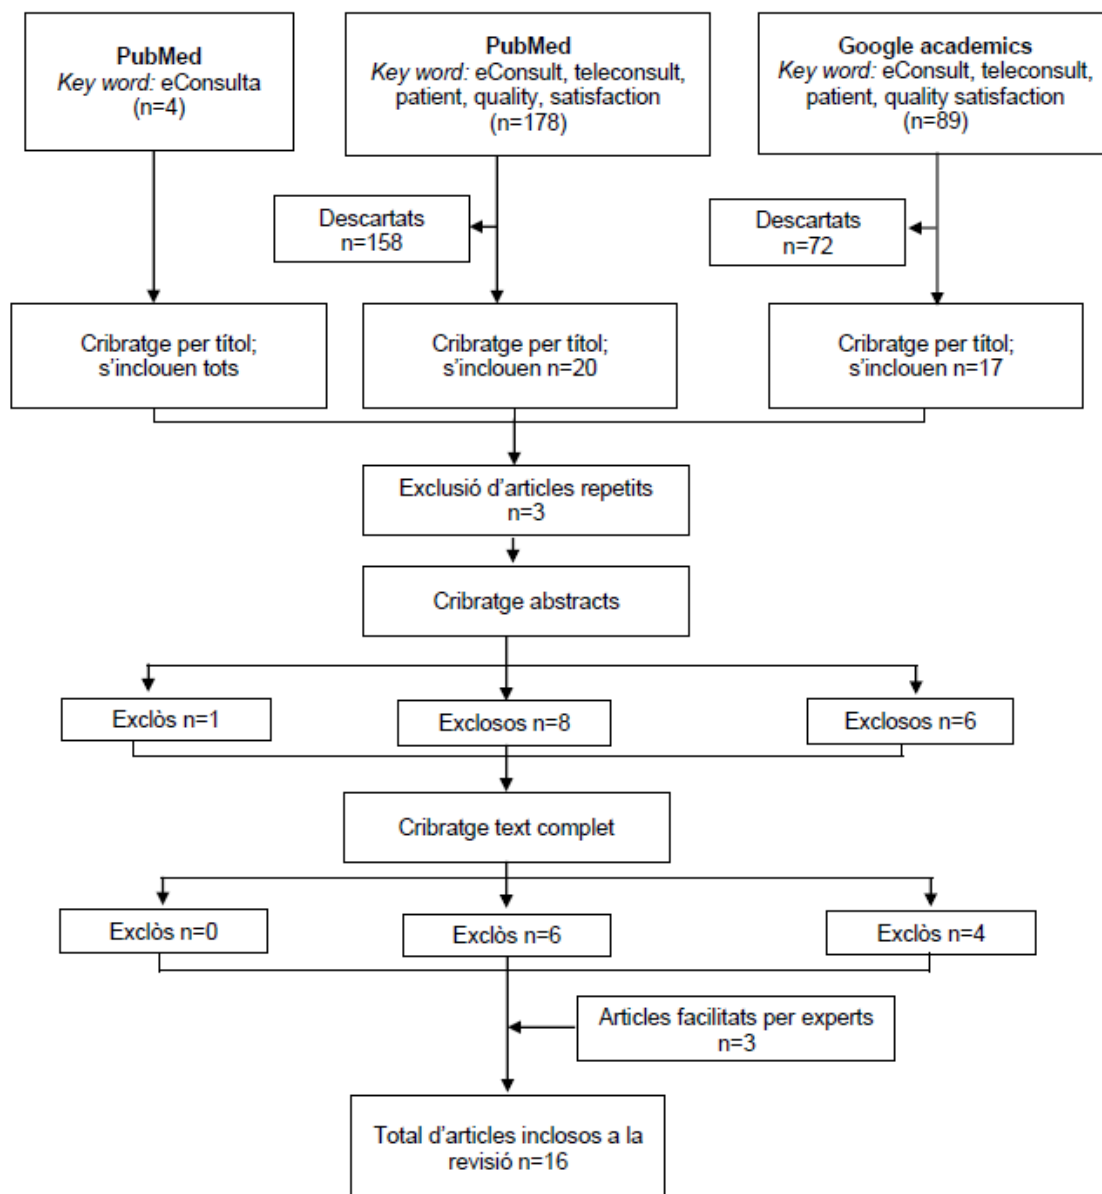 PubMed
Key word: eConsulta
(n=4)
PubMed
Key word: eConsult, teleconsult,
patient, quality, satisfaction
(n=178)
Google academics
Key word: eConsult, teleconsult,
patient, quality satisfaction
(n=89)
Descartats
n=158
Descartats
n=72
Cribratge per títol;
s'inclouen tots
Cribratge per títol;
s'inclouen n=20
Cribratge per títol;
s'inclouen n=17
Exclusió d'articles repetits
n=3
Cribratge abstracts
Exclòs n=1
Exclosos n=8
Exclosos n=6
Cribratge text complet
Exclòs n=0
Exclòs n=6
Exclòs n=4
Articles facilitats per experts
n=3
Total d'articles inclosos a la
revisió n=16